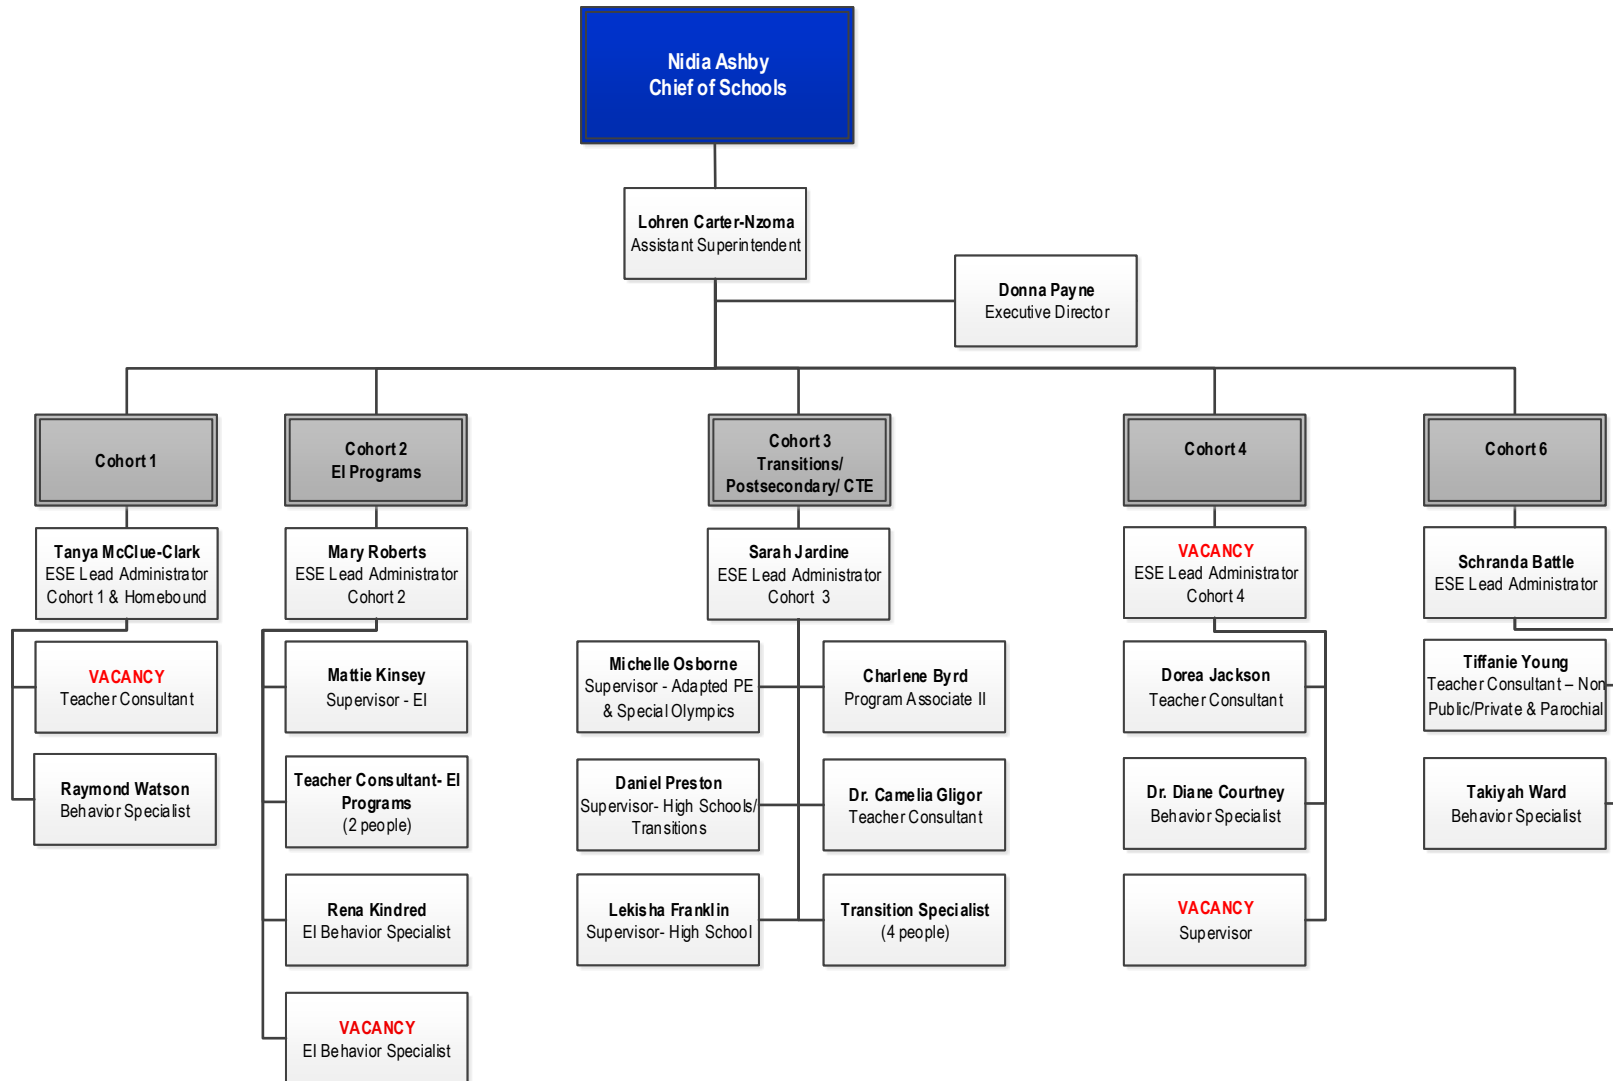 Nidia Ashby
Chief of Schools
Lohren Carter-Nzoma
Assistant Superintendent
Donna Payne
Executive Director
Cohort 1
Tanya McClue-Clark
ESE Lead Administrator
Cohort 1 & Homebound
VACANCY
Teacher Consultant
Raymond Watson
Behavior Specialist
Cohort 2
EI Programs
Mary Roberts
ESE Lead Administrator
Cohort 2
Mattie Kinsey
Supervisor - EI
Teacher Consultant- EI
Programs
(2 people)
Rena Kindred
EI Behavior Specialist
VACANCY
EI Behavior Specialist
Cohort 3
Transitions/
Postsecondary/ CTE
Sarah Jardine
ESE Lead Administrator
Cohort 3
Michelle Osborne
Supervisor - Adapted PE
& Special Olympics
Charlene Byrd
Program Associate II
Daniel Preston
Supervisor- High Schools/
Transitions
Dr. Camelia Gligor
Teacher Consultant
Lekisha Franklin
Supervisor- High School
Transition Specialist
(4 people)
Cohort 4
VACANCY
ESE Lead Administrator
Cohort 4
Dorea Jackson
Teacher Consultant
Dr. Diane Courtney
Behavior Specialist
VACANCY
Supervisor
Cohort 6
Schranda Battle
ESE Lead Administrator
Tiffanie Young
Teacher Consultant – Non
Public/Private & Parochial
Takiyah Ward
Behavior Specialist